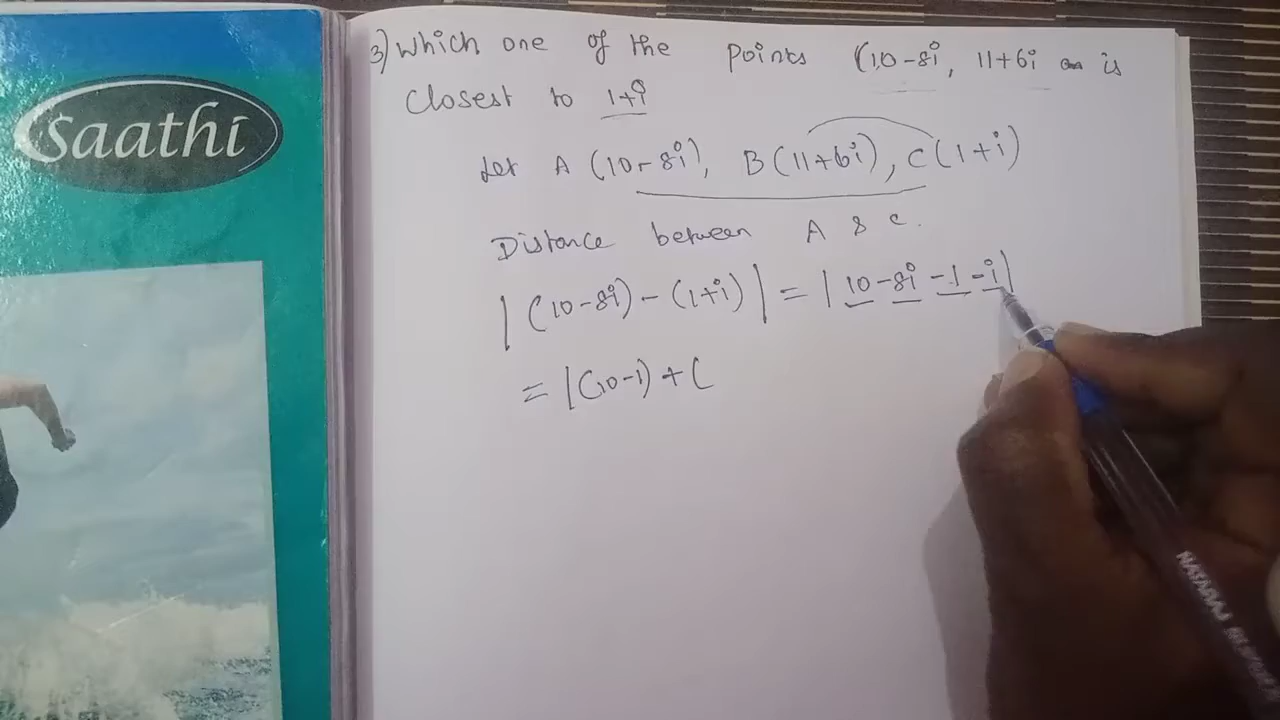 saathi
3) Which one of the points (10-8i, 11+6i is
closest to 1+i
Let A (10-8i), B(11+6i), C(1+i)
Distance between A & C.
|(10-8i)-(1+i)| = |10-8i-1-i|
= |(10-1)+(
NATARAJ